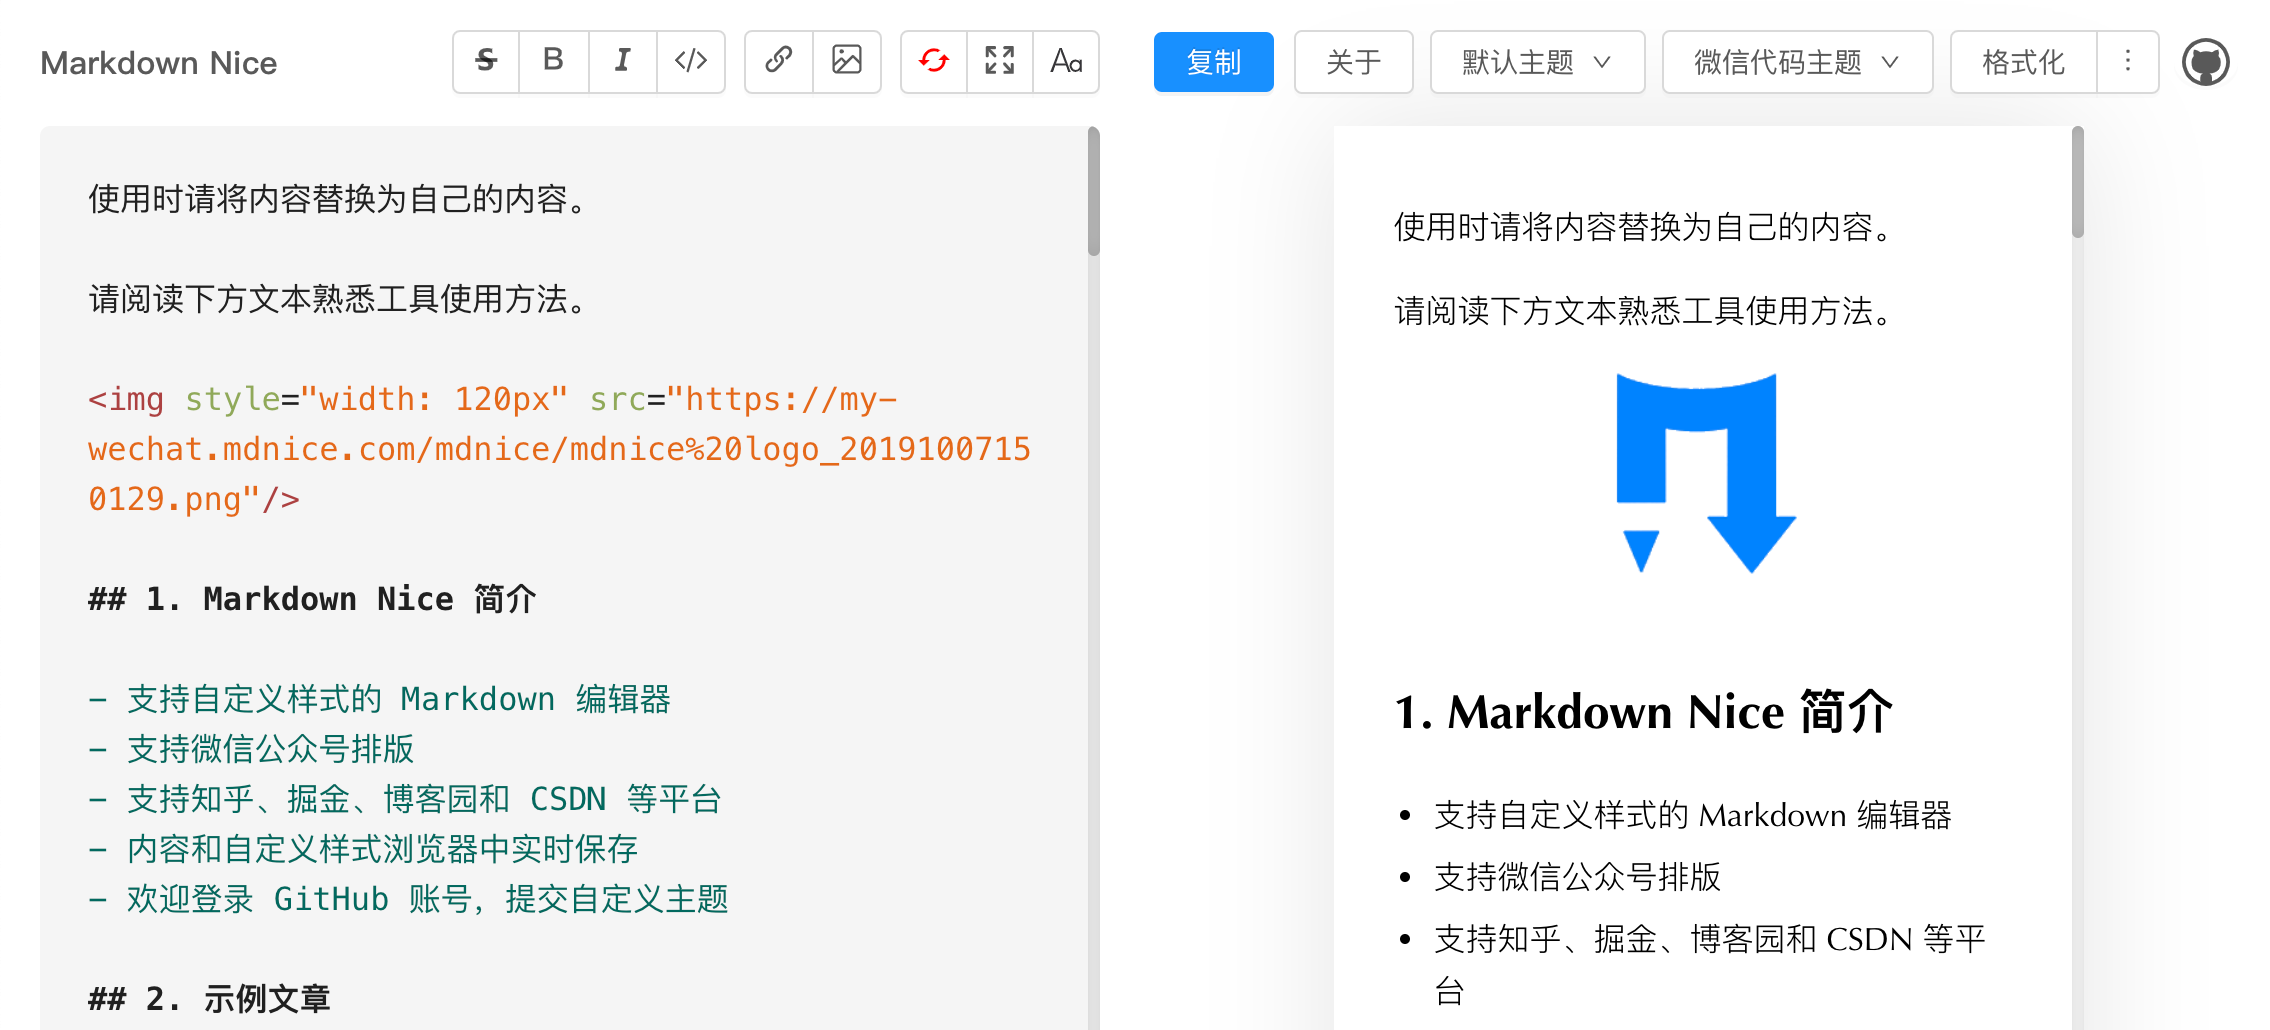 Markdown Nice
S B I </> Aa 复制 关于 默认主题 微信代码主题 格式化
使用时请将内容替换为自己的内容。
请阅读下方文本熟悉工具使用方法。
<img style="width: 120px" src="https://my-
wechat.mdnice.com/mdnice/mdnice%20logo_2019100715
0129.png"/>
## 1. Markdown Nice 简介
- 支持自定义样式的 Markdown 编辑器
- 支持微信公众号排版
- 支持知乎、掘金、博客园和 CSDN 等平台
- 内容和自定义样式浏览器中实时保存
- 欢迎登录 GitHub 账号，提交自定义主题
## 2. 示例文章
使用时请将内容替换为自己的内容。
请阅读下方文本熟悉工具使用方法。
1. Markdown Nice 简介
• 支持自定义样式的 Markdown 编辑器
• 支持微信公众号排版
• 支持知乎、掘金、博客园和 CSDN 等平
台